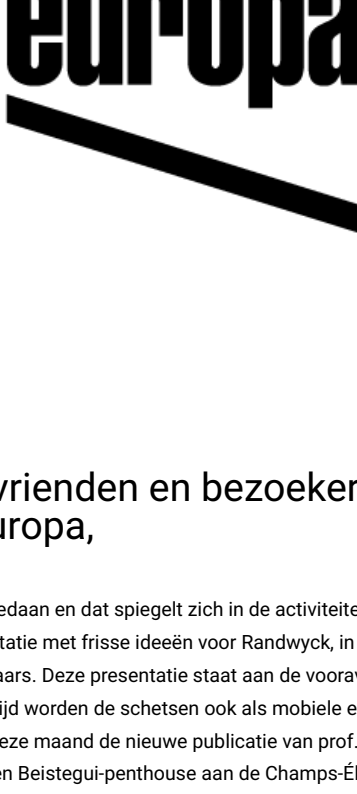 europa
vrienden en bezoeker
uropa,
edaan en dat spiegelt zich in de activiteite
tatie met frisse ideeën voor Randwyck, in
aars. Deze presentatie staat aan de voorav
ijd worden de schetsen ook als mobiele e
eze maand de nieuwe publicatie van prof.
en Beistegui-penthouse aan de Champs-Él